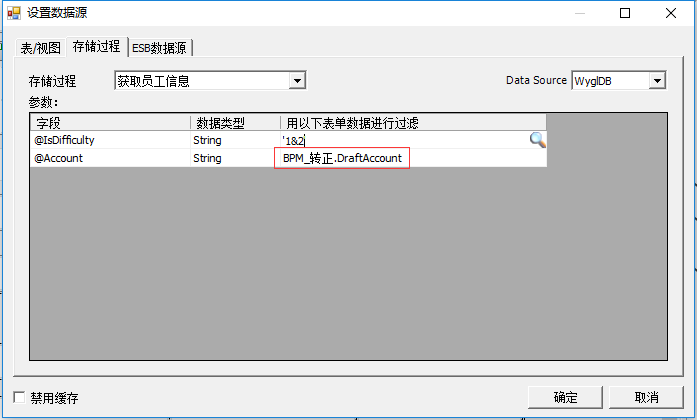 设置数据源
表/视图 存储过程 ESB数据源
存储过程 获取员工信息 Data Source WyglDB
参数：
字段 数据类型 用以下表单数据进行过滤
@IsDifficulty String '1&2
@Account String BPM_转正.DraftAccount
禁用缓存 确定 取消